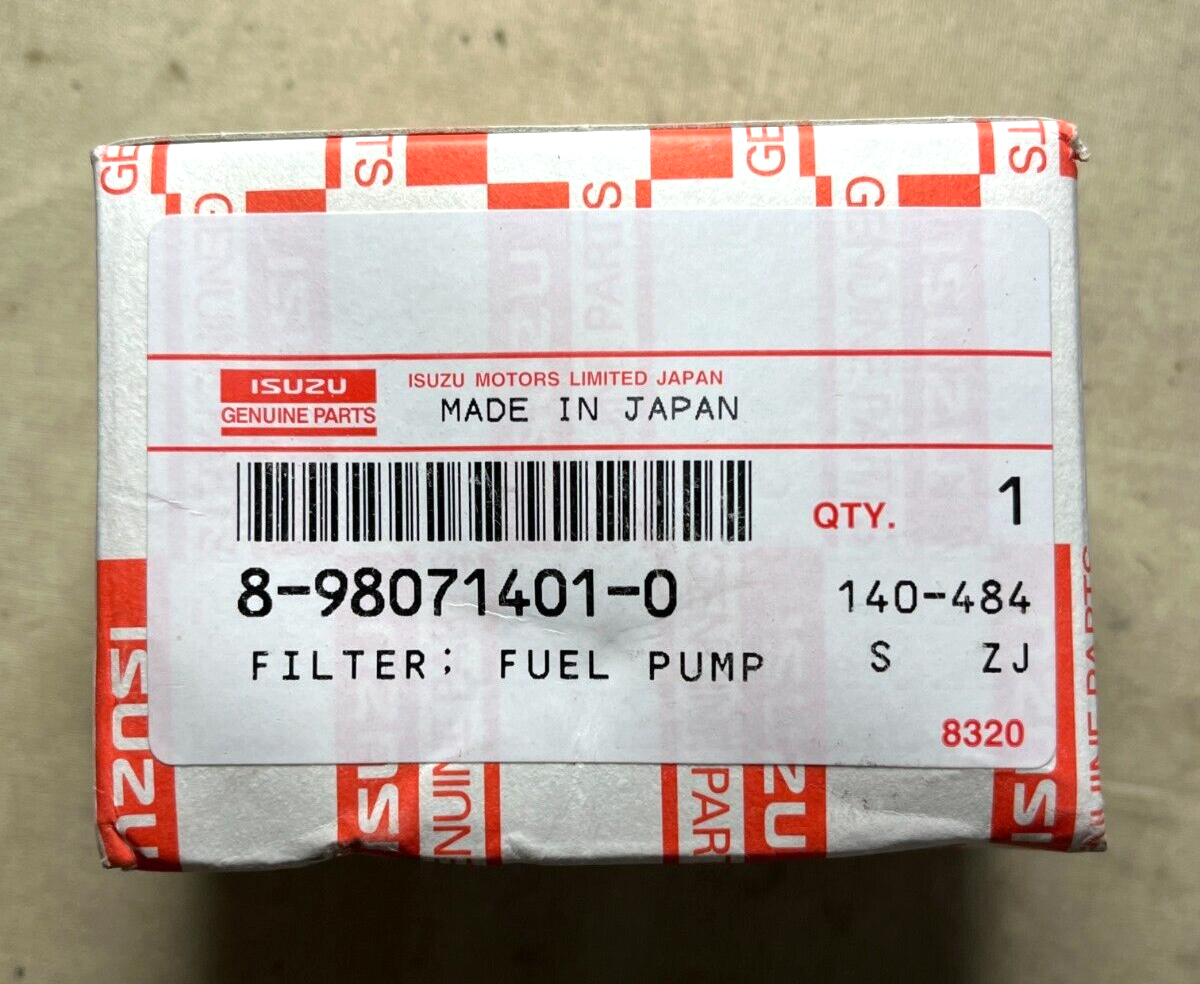 ISUZU
GENUINE PARTS
ISUZU MOTORS LIMITED JAPAN
MADE IN JAPAN
QTY. 1
8-98071401-0
140-484
FILTER; FUEL PUMP
S ZJ
8320
ISUZU